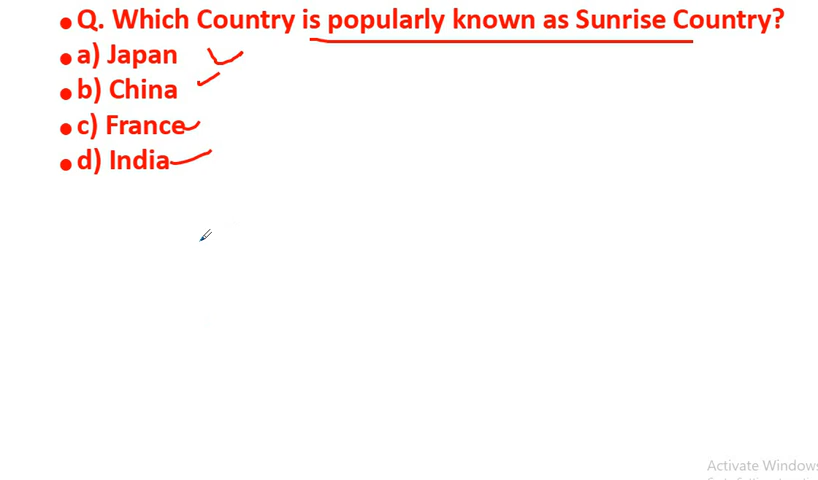 • Q. Which Country is popularly known as Sunrise Country?
• a) Japan
• b) China
• c) France
• d) India
Activate Windows